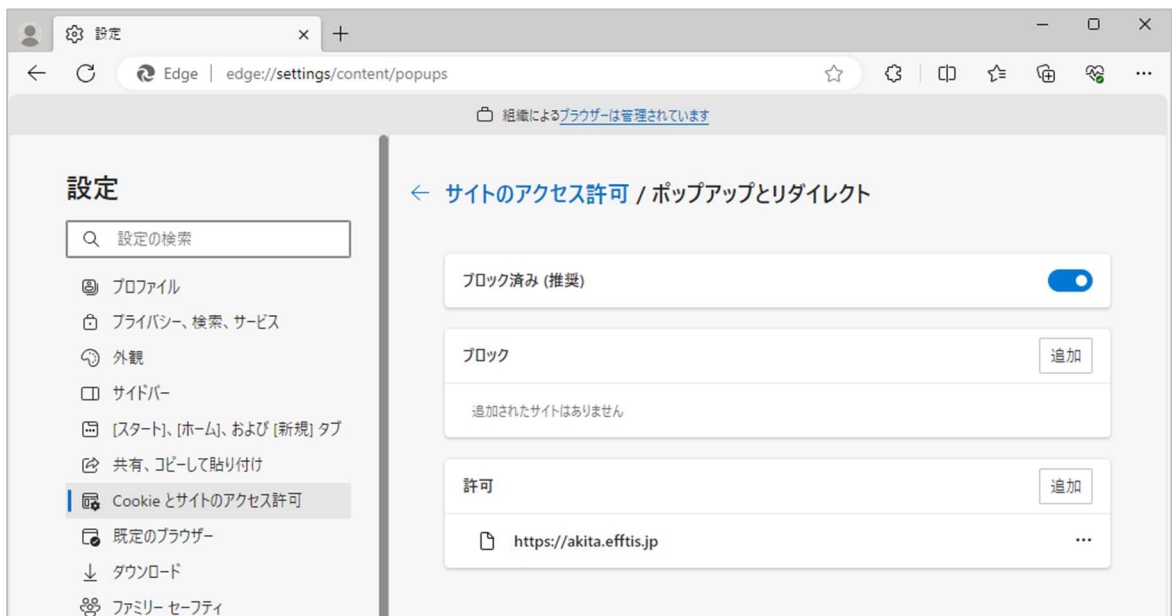 設定
Edge
edge://settings/content/popups
組織によるブラウザーは管理されています
設定
設定の検索
プロファイル
プライバシー、検索、サービス
外観
サイドバー
[スタート]、[ホーム]、および [新規] タブ
共有、コピーして貼り付け
Cookie とサイトのアクセス許可
既定のブラウザー
ダウンロード
ファミリー セーフティ
サイトのアクセス許可 / ポップアップとリダイレクト
ブロック済み (推奨)
ブロック
追加
追加されたサイトはありません
許可
追加
https://akita.efftis.jp